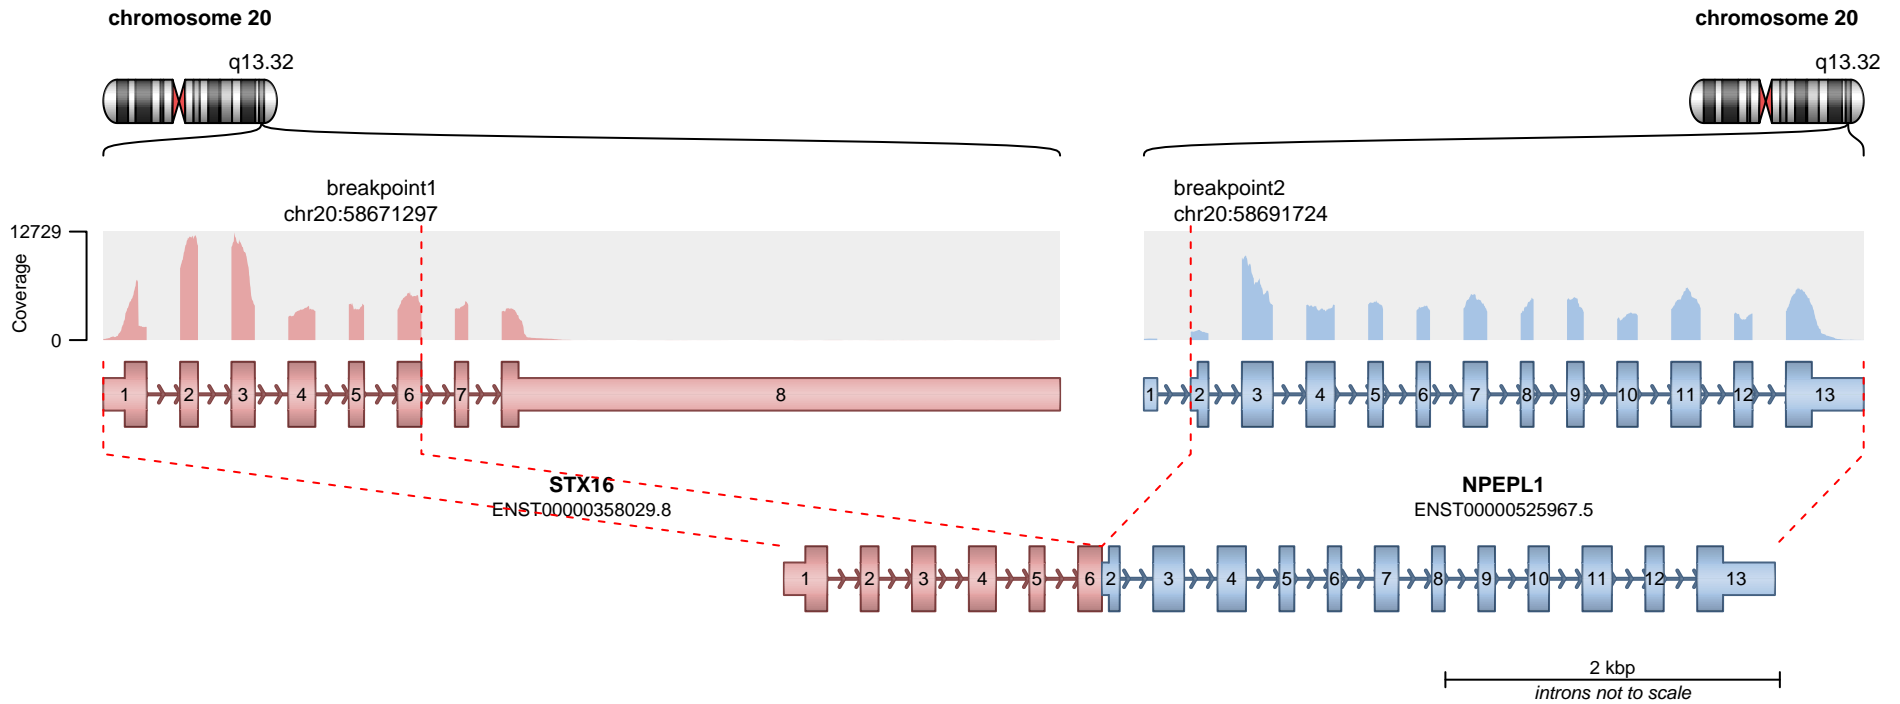 chromosome 20
chromosome 20
q13.32
q13.32
breakpoint1
chr20:58671297
breakpoint2
chr20:58691724
12729
Coverage
0
1 2 3 4 5 6 7 8
1 2 3 4 5 6 7 8 9 10 11 12 13
STX16
ENST00000358029.8
NPEPL1
ENST00000525967.5
1 2 3 4 5 6 2 3 4 5 6 7 8 9 10 11 12 13
2 kbp
introns not to scale